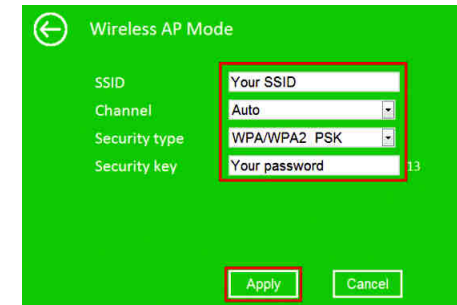 Wireless AP Mode
SSID Your SSID
Channel Auto
Security type WPA/WPA2 PSK
Security key Your password 13
Apply Cancel